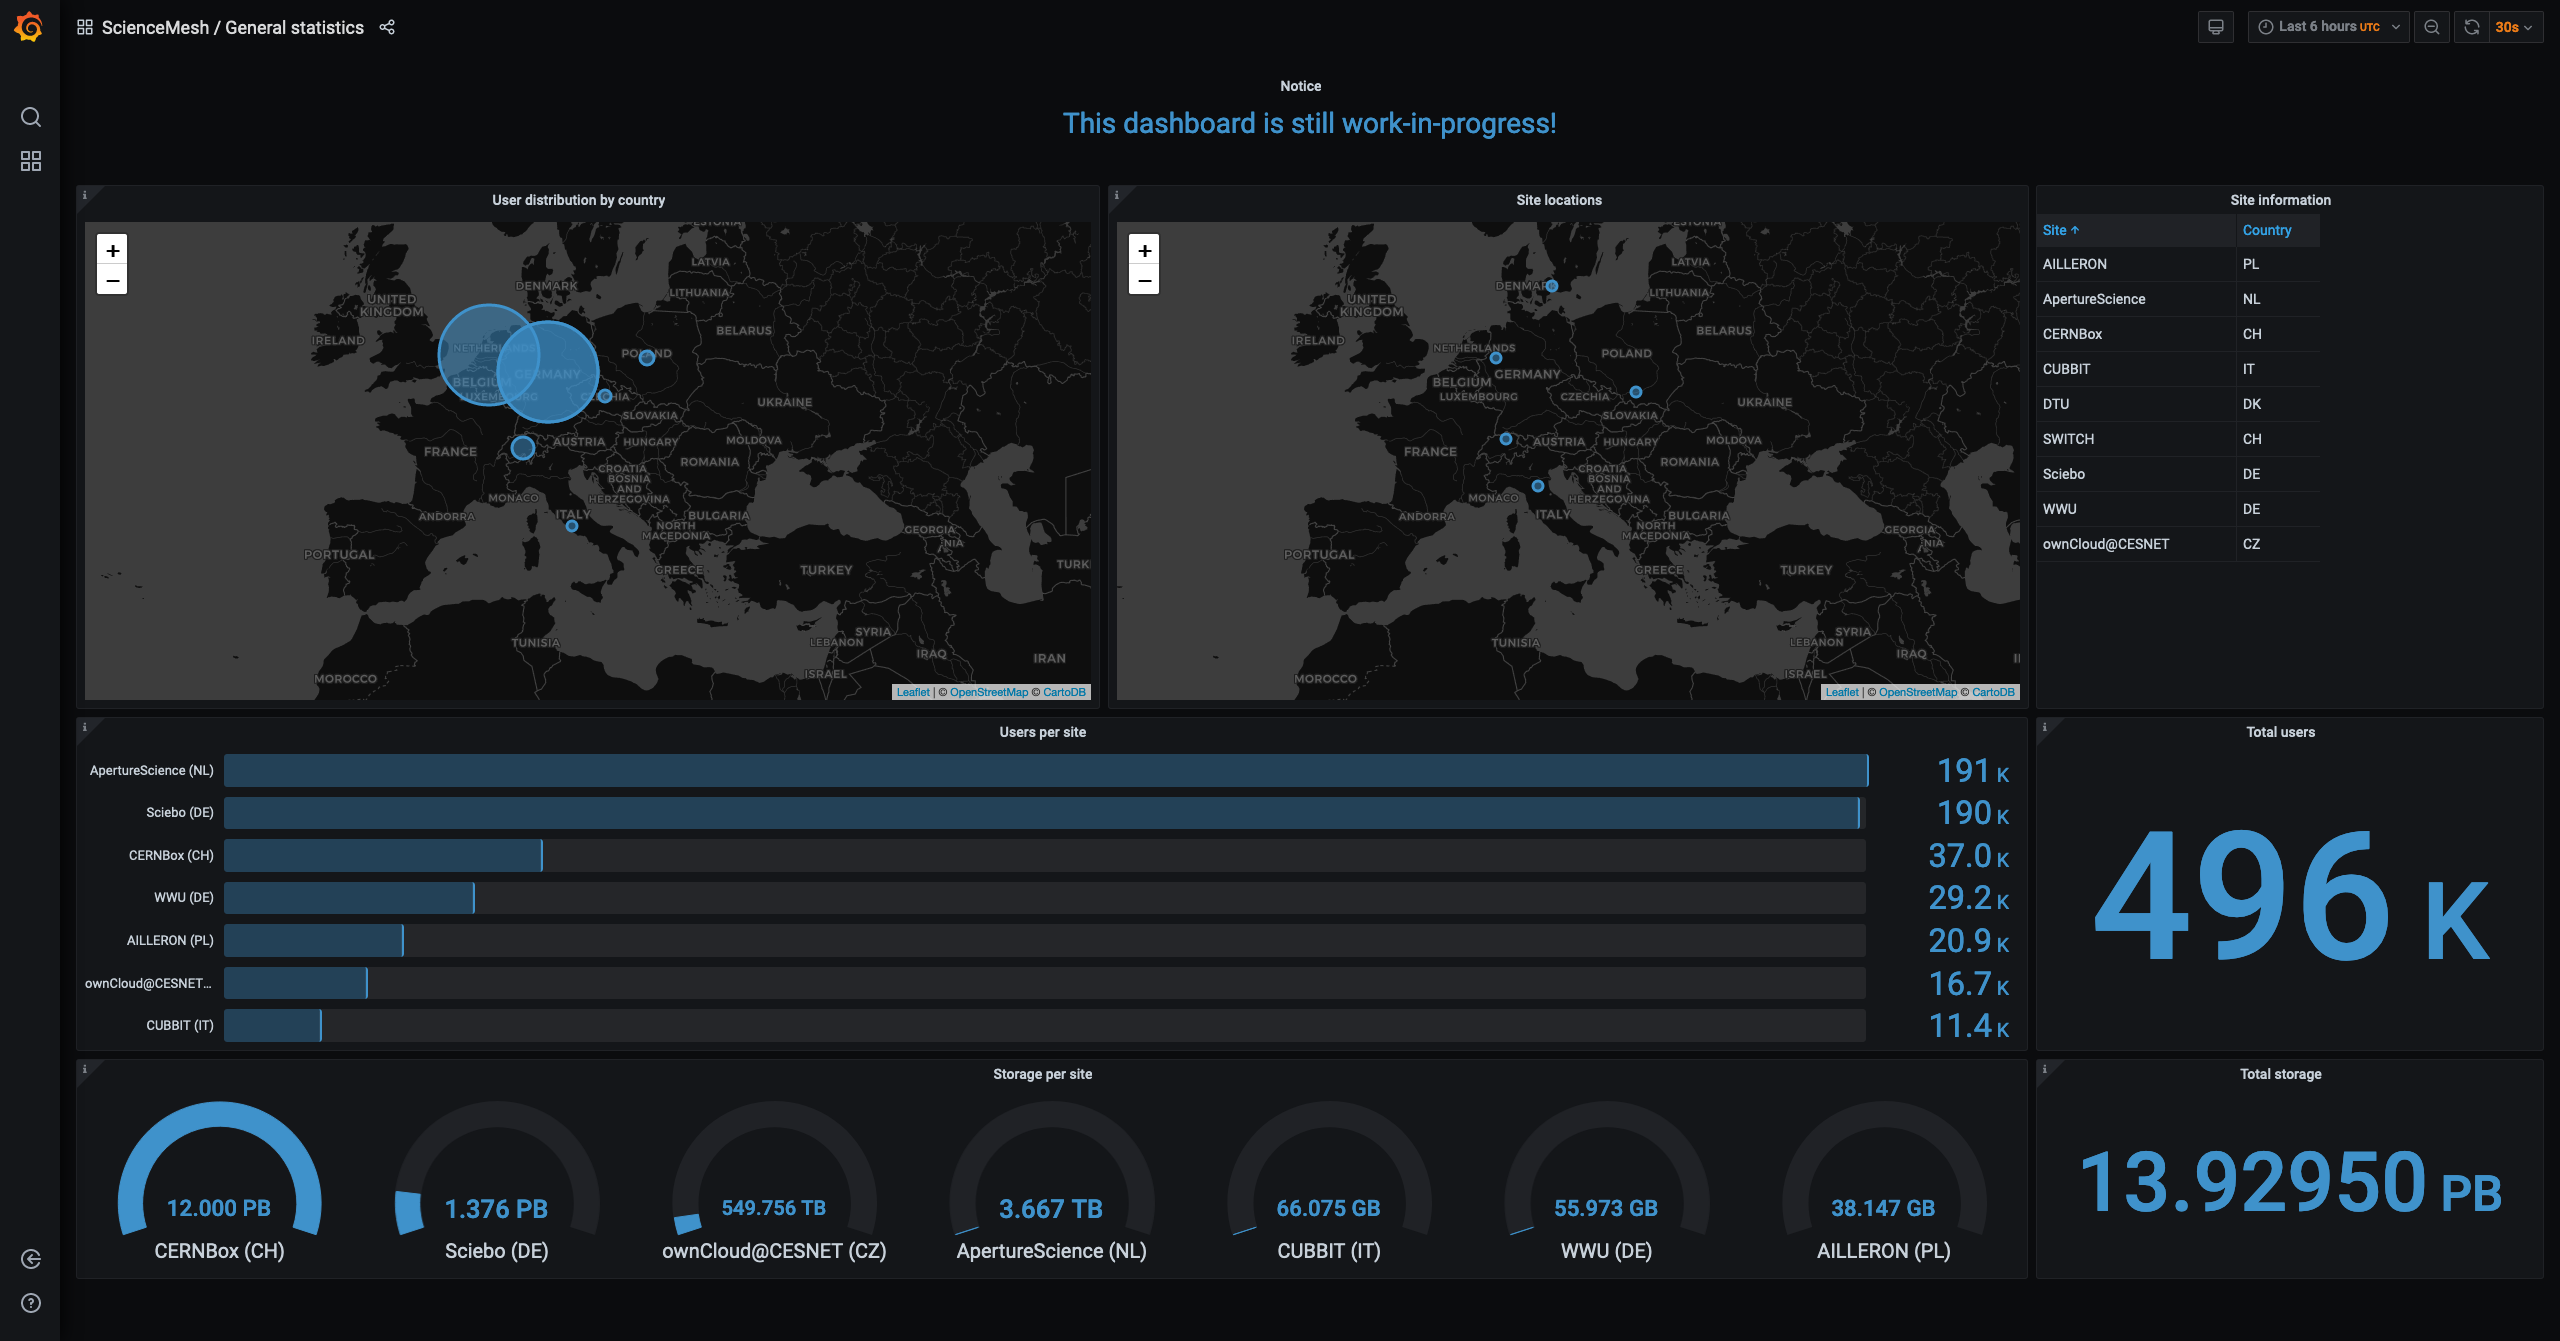 ScienceMesh / General statistics
Last 6 hours UTC
30s
Notice
This dashboard is still work-in-progress!
User distribution by country
+
−
LATVIA
DENMARK
LITHUANIA
UNITED
KINGDOM
IRELAND
BELARUS
NETHERLANDS
POLAND
GERMANY
BELGIUM
LUXEMBOURG
CZECHIA
UKRAINE
SLOVAKIA
AUSTRIA
HUNGARY
MOLDOVA
FRANCE
ROMANIA
CROATIA
BOSNIA
AND
HERZEGOVINA
MONACO
ANDORRA
ITALY
BULGARIA
NORTH
MACEDONIA
GEORGIA
NIA
PORTUGAL
GREECE
TURKEY
TURK
TUNISIA
SYRIA
LEBANON
IRAQ
IRAN
ISRAEL
MOROCCO
Leaflet | © OpenStreetMap © CartoDB
Site locations
+
−
LATVIA
DENMARK
LITHUANIA
UNITED
KINGDOM
IRELAND
BELARUS
NETHERLANDS
POLAND
GERMANY
BELGIUM
LUXEMBOURG
CZECHIA
UKRAINE
SLOVAKIA
AUSTRIA
HUNGARY
MOLDOVA
FRANCE
ROMANIA
CROATIA
BOSNIA
AND
HERZEGOVINA
MONACO
ANDORRA
ITALY
BULGARIA
NORTH
MACEDONIA
GEORGIA
NIA
PORTUGAL
GREECE
TURKEY
TUNISIA
SYRIA
LEBANON
IRAQ
ISRAEL
MOROCCO
Leaflet | © OpenStreetMap © CartoDB
Site information
Site ↑ Country
AILLERON PL
ApertureScience NL
CERNBox CH
CUBBIT IT
DTU DK
SWITCH CH
Sciebo DE
WWU DE
ownCloud@CESNET CZ
Users per site
ApertureScience (NL) 191 K
Sciebo (DE) 190 K
CERNBox (CH) 37.0 K
WWU (DE) 29.2 K
AILLERON (PL) 20.9 K
ownCloud@CESNET... 16.7 K
CUBBIT (IT) 11.4 K
Total users
496 K
Storage per site
12.000 PB
CERNBox (CH)
1.376 PB
Sciebo (DE)
549.756 TB
ownCloud@CESNET (CZ)
3.667 TB
ApertureScience (NL)
66.075 GB
CUBBIT (IT)
55.973 GB
WWU (DE)
38.147 GB
AILLERON (PL)
Total storage
13.92950 PB